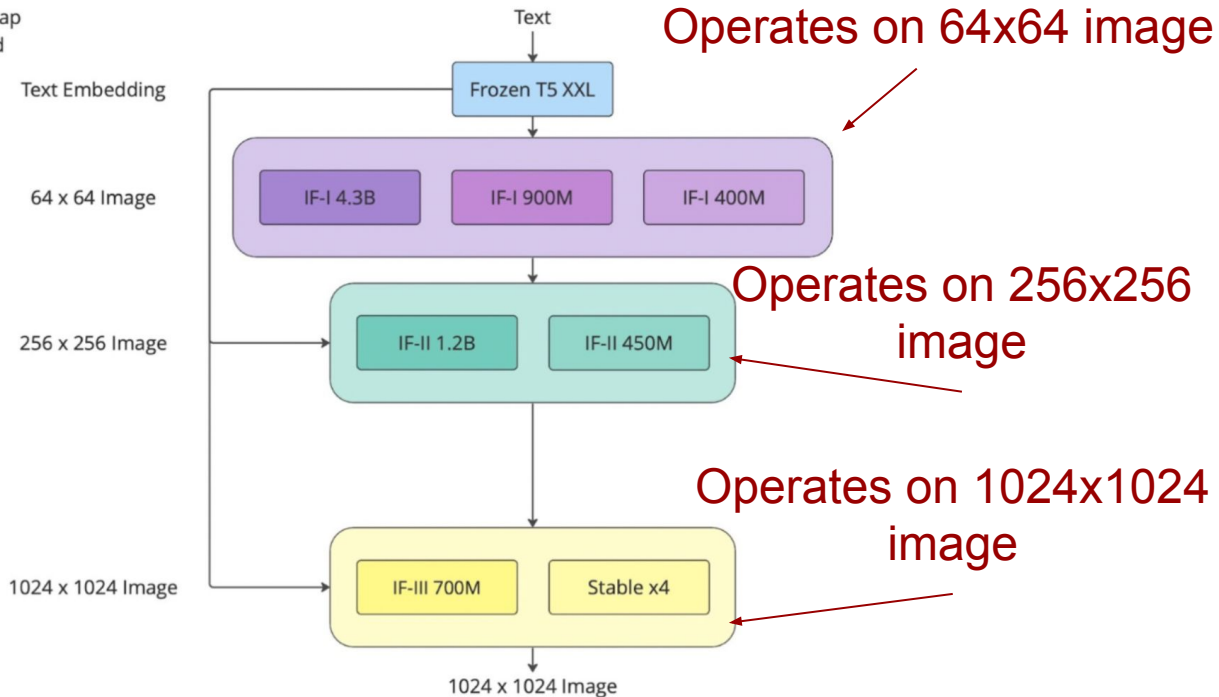 ap
d
Text
Operates on 64x64 image
Text Embedding
Frozen T5 XXL
64 x 64 Image
IF-I 4.3B
IF-I 900M
IF-I 400M
Operates on 256x256
image
256 x 256 Image
IF-II 1.2B
IF-II 450M
Operates on 1024x1024
image
1024 x 1024 Image
IF-III 700M
Stable x4
1024 x 1024 Image